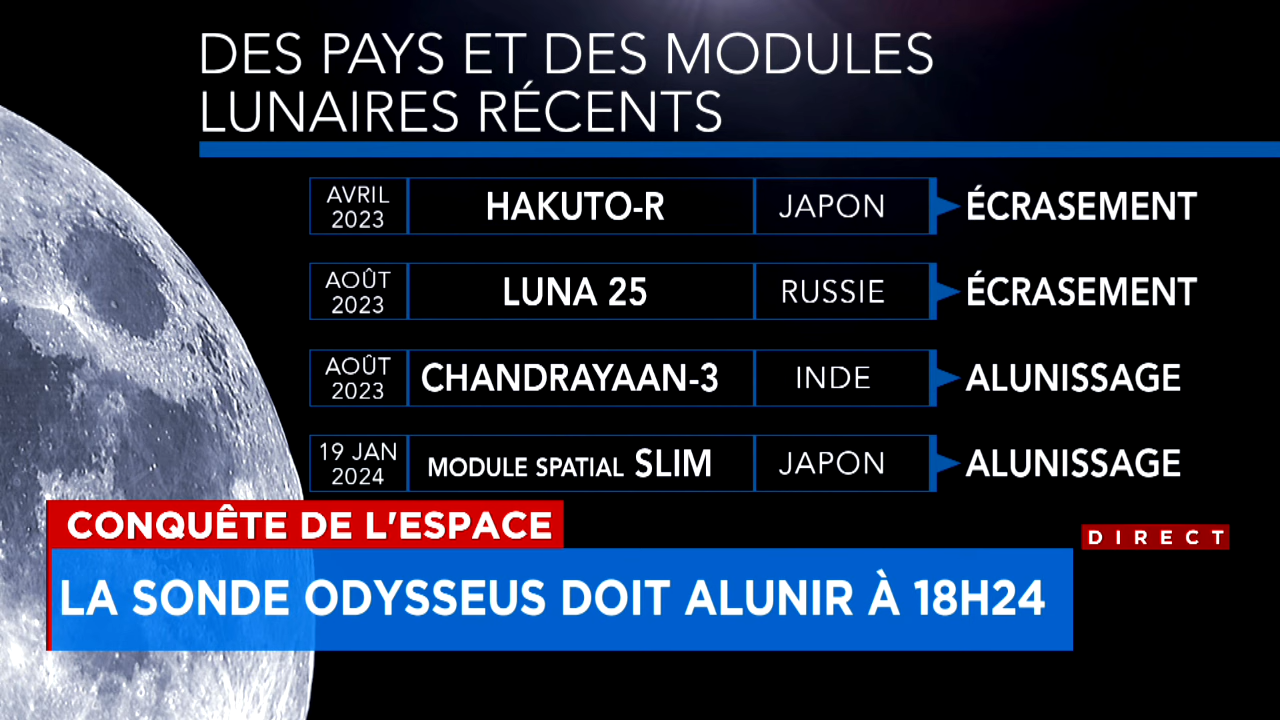 DES PAYS ET DES MODULES
LUNAIRES RÉCENTS
AVRIL
2023
HAKUTO-R
JAPON
ÉCRASEMENT
AOÛT
2023
LUNA 25
RUSSIE
ÉCRASEMENT
AOÛT
2023
CHANDRAYAAN-3
INDE
ALUNISSAGE
19 JAN
2024
MODULE SPATIAL SLIM
JAPON
ALUNISSAGE
CONQUÊTE DE L'ESPACE
DIRECT
LA SONDE ODYSSEUS DOIT ALUNIR À 18H24